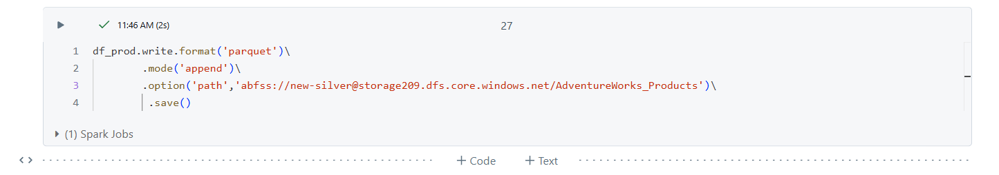 11:46 AM (2s)
27
1 df_prod.write.format('parquet')\
2 .mode('append')\
3 .option('path','abfss://new-silver@storage209.dfs.core.windows.net/AdventureWorks_Products')\
4 .save()
(1) Spark Jobs
+ Code + Text